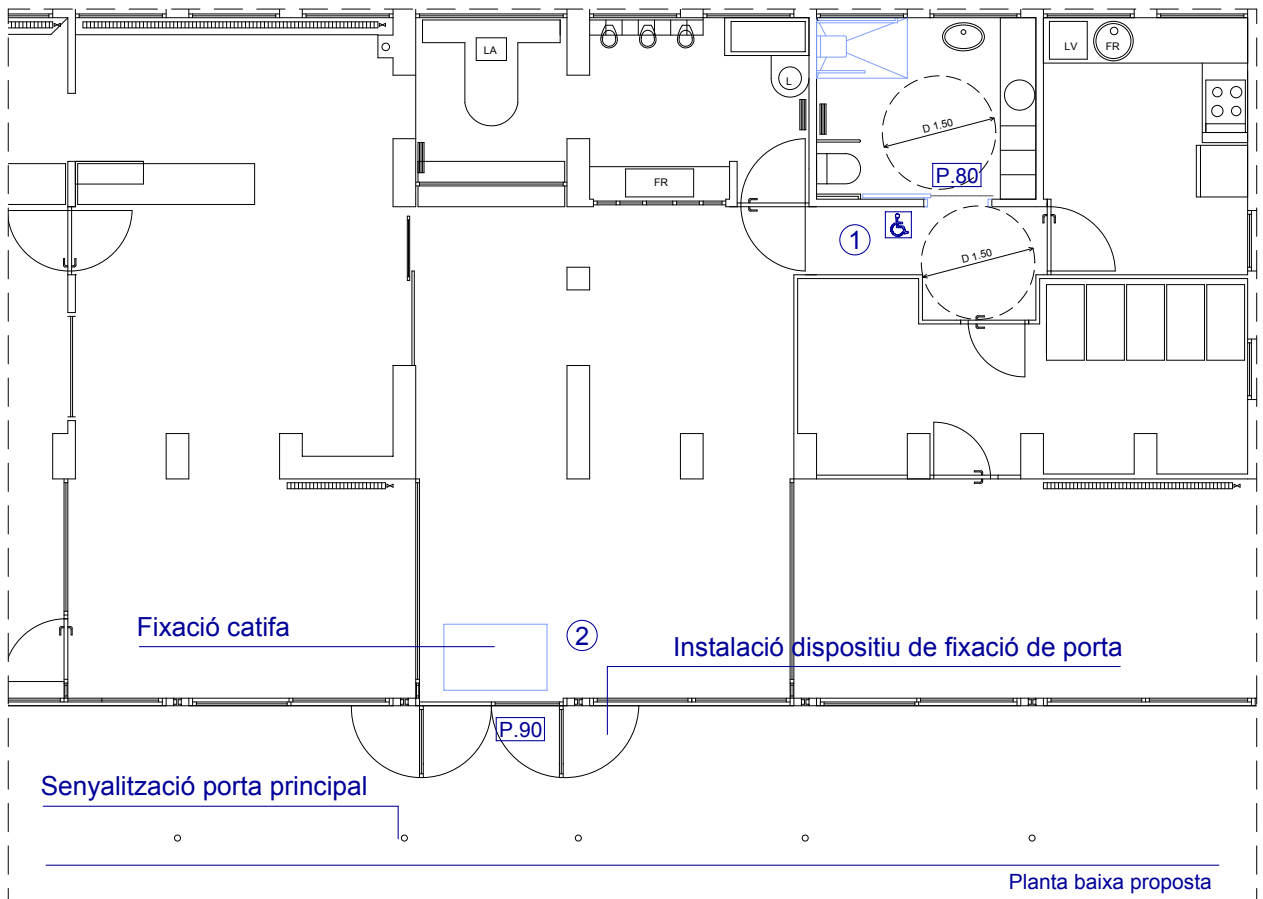 LA
LV
FR
L
D 1.50
FR
P.80
1
D 1.50
Fixació catifa
2
Instalació dispositiu de fixació de porta
P.90
Senyalització porta principal
Planta baixa proposta